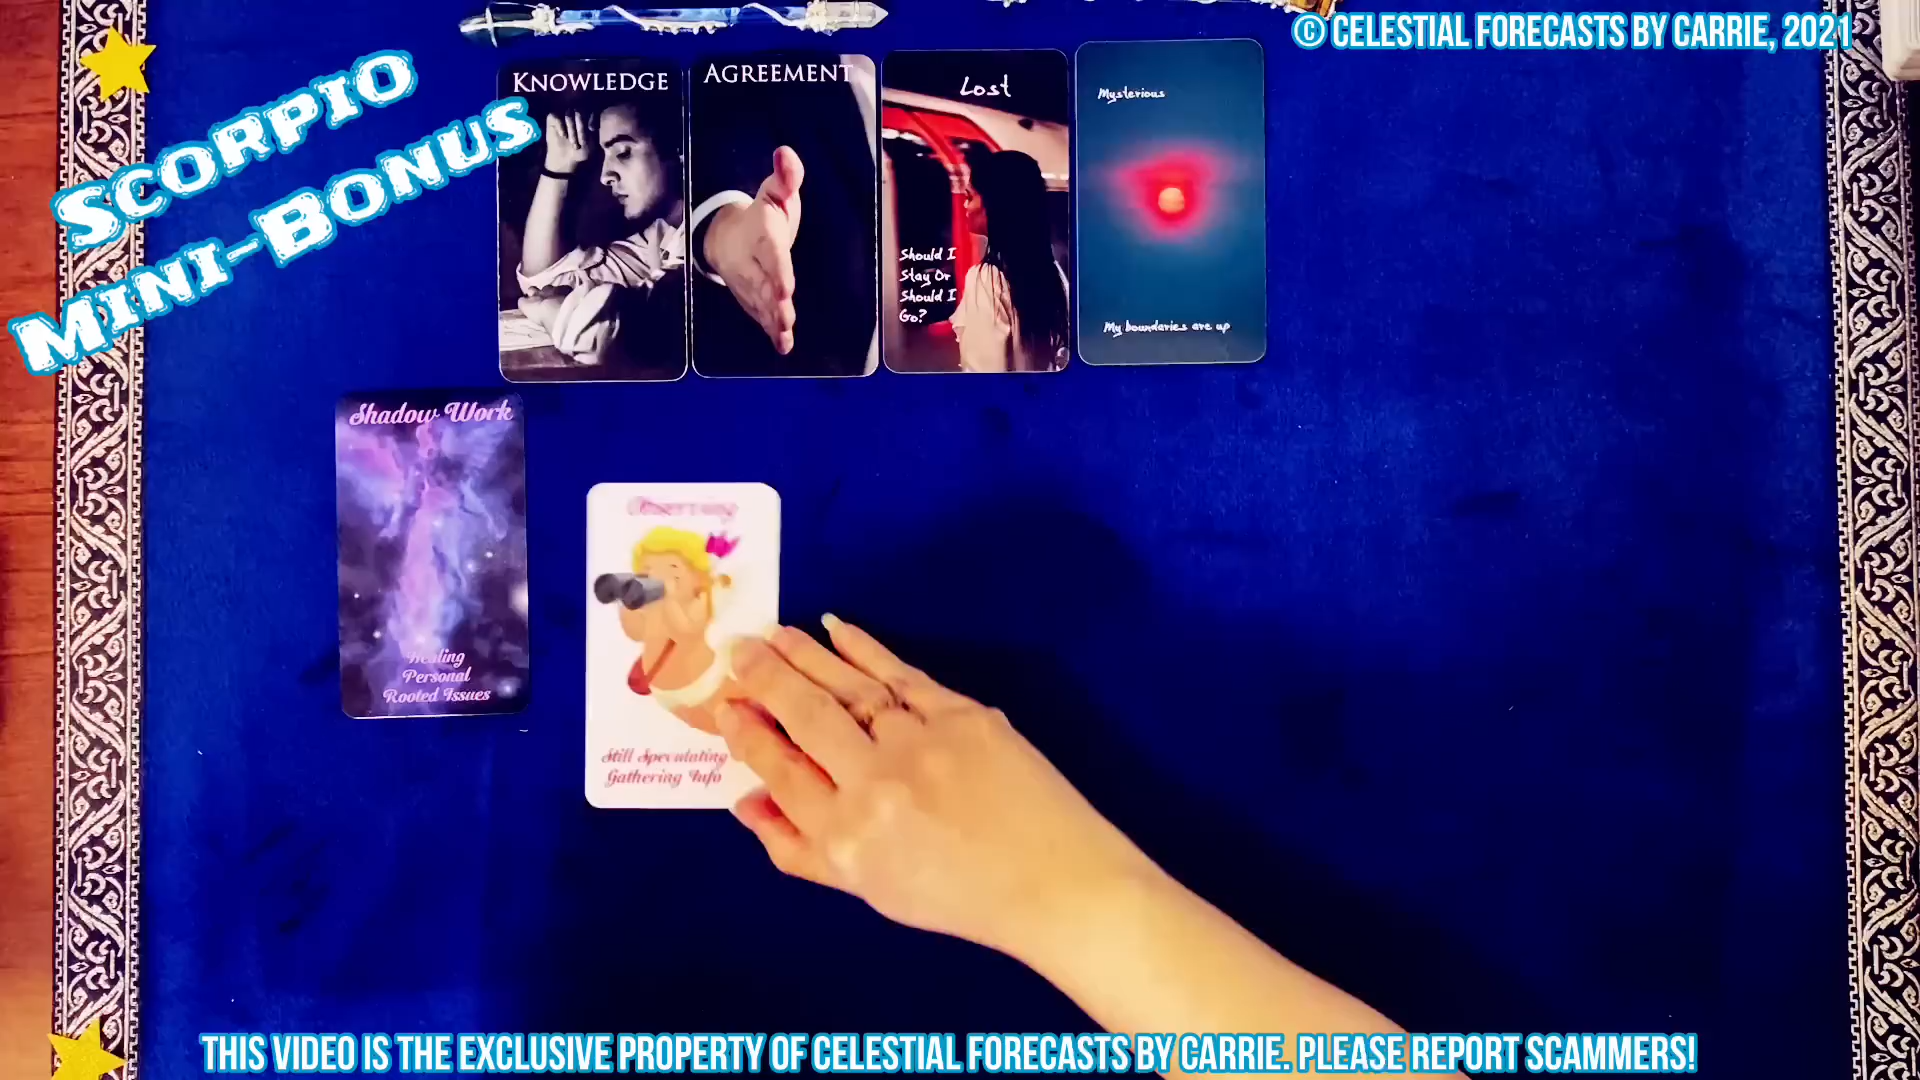 © CELESTIAL FORECASTS BY CARRIE, 2021
SCORPIO
MINI-BONUS
KNOWLEDGE
AGREEMENT
Lost
Should I
Stay Or
Should I
Go?
Mysterious
My boundaries are up
Shadow Work
Healing
Personal
Rooted Issues
Observing
Still Speculating
Gathering Info
THIS VIDEO IS THE EXCLUSIVE PROPERTY OF CELESTIAL FORECASTS BY CARRIE. PLEASE REPORT SCAMMERS!